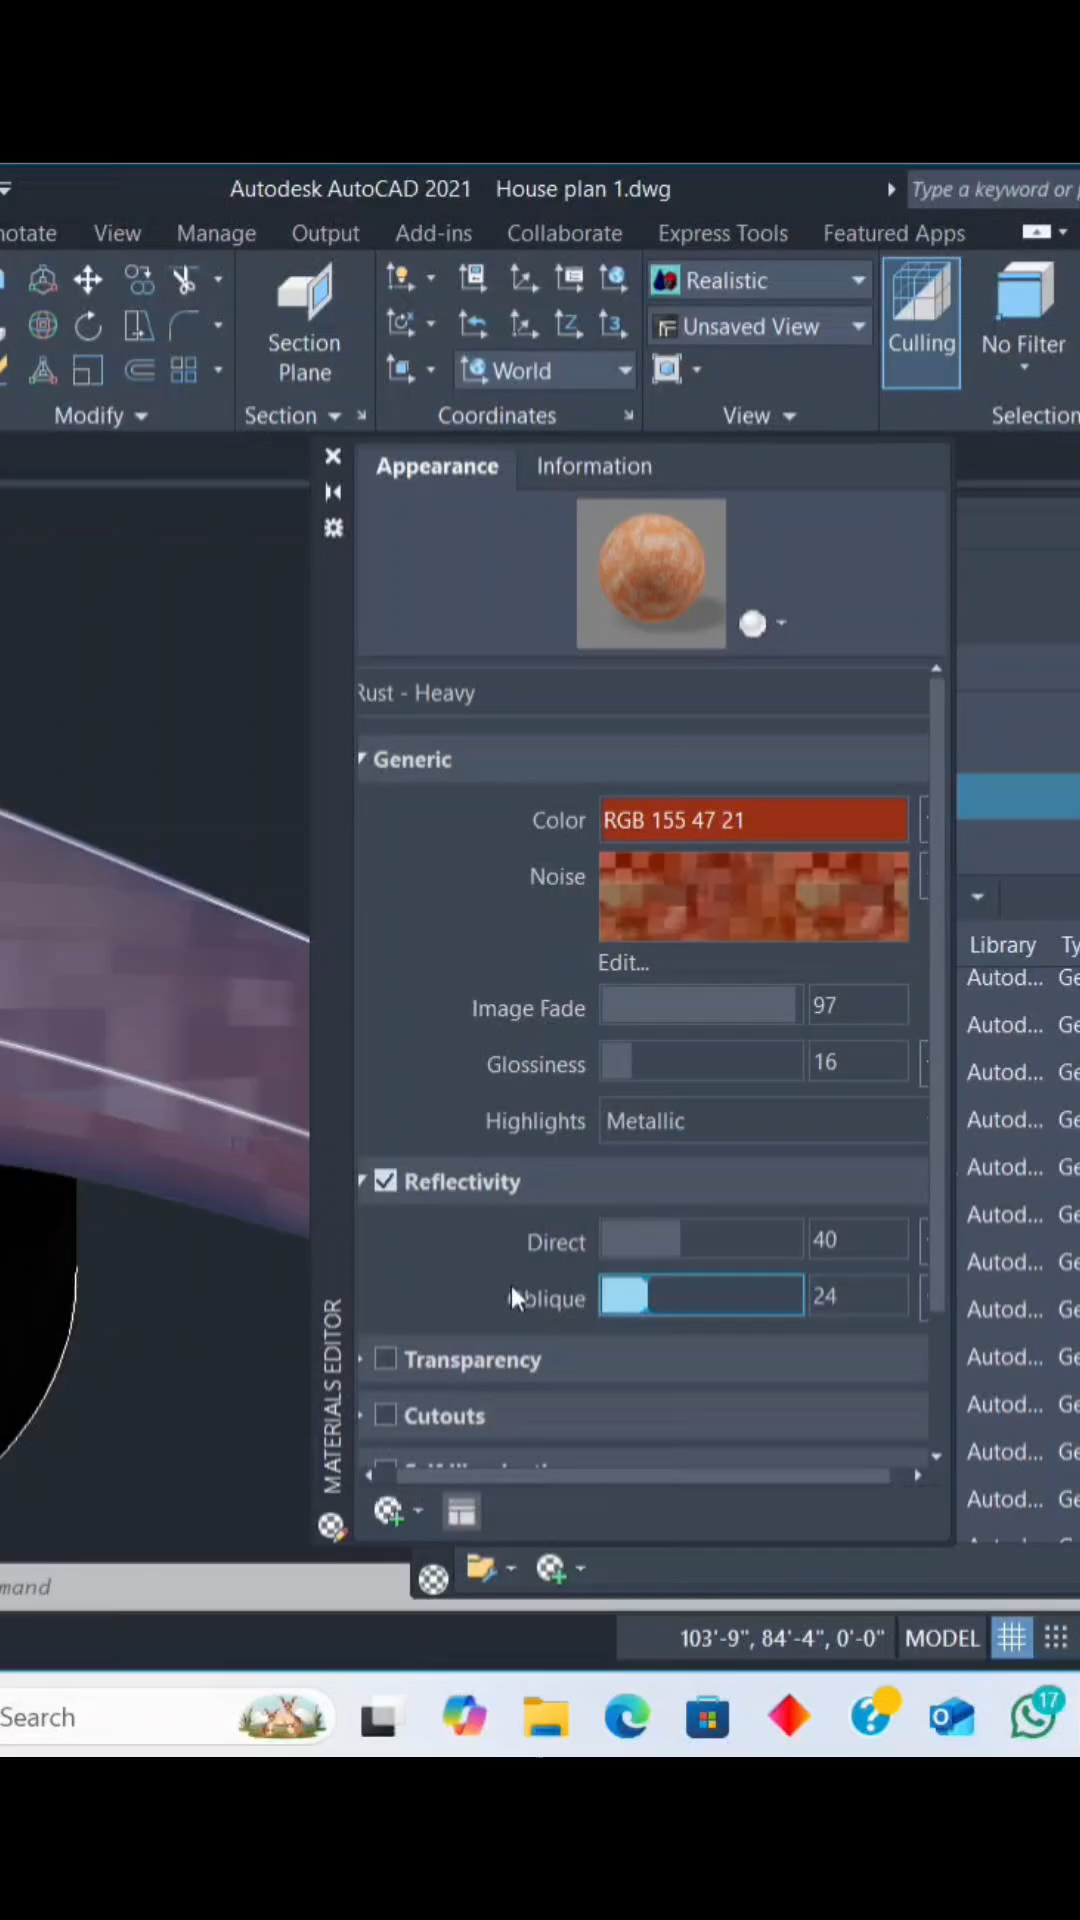 Autodesk AutoCAD 2021 House plan 1.dwg
Type a keyword or
notate View Manage Output Add-ins Collaborate Express Tools Featured Apps
Realistic
Unsaved View
World
Section
Plane
Culling
No Filter
Modify Section Coordinates View Selection
Appearance Information
Rust - Heavy
Generic
Color RGB 155 47 21
Noise
Edit...
Image Fade 97
Glossiness 16
Highlights Metallic
Reflectivity
Direct 40
Oblique 24
Transparency
Cutouts
MATERIALS EDITOR
Library Ty
Autod... Ge
Autod... Ge
Autod... Ge
Autod... Ge
Autod... Ge
Autod... Ge
Autod... Ge
Autod... Ge
Autod... Ge
Autod... Ge
Autod... Ge
Autod... Ge
mand
103'-9", 84'-4", 0'-0" MODEL
Search
17